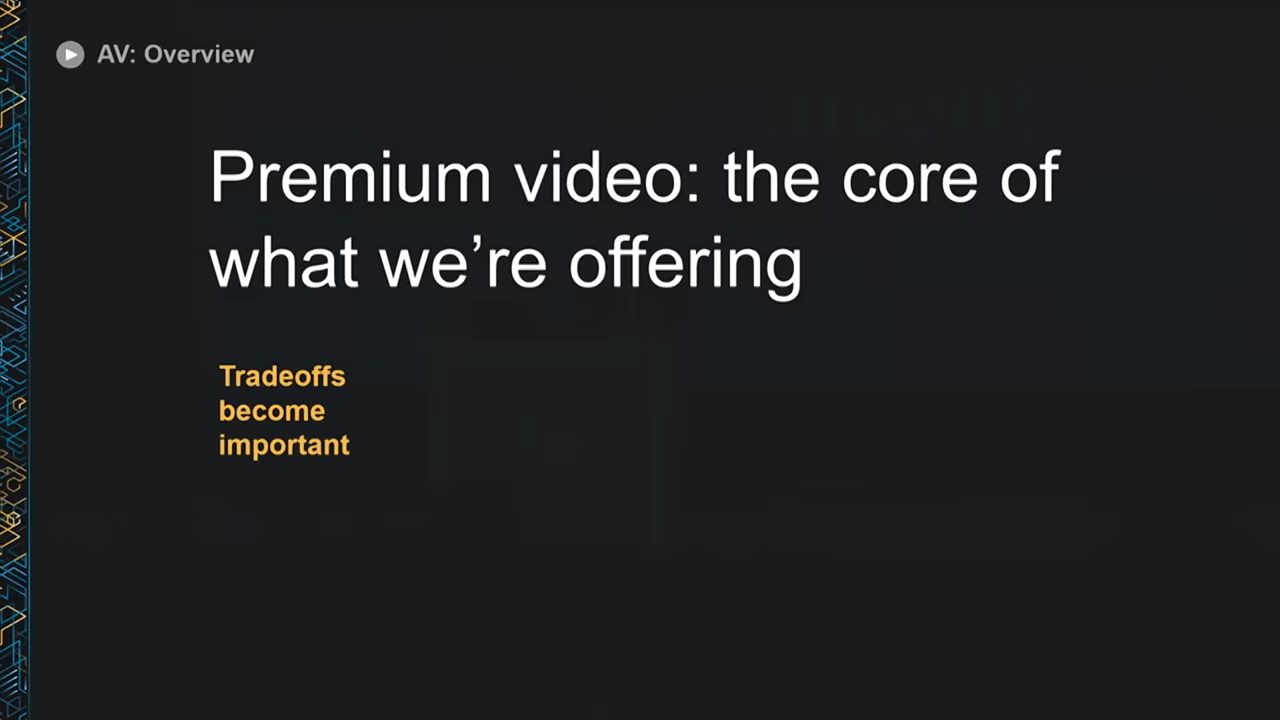 AV: Overview
Premium video: the core of
what we’re offering
Tradeoffs
become
important